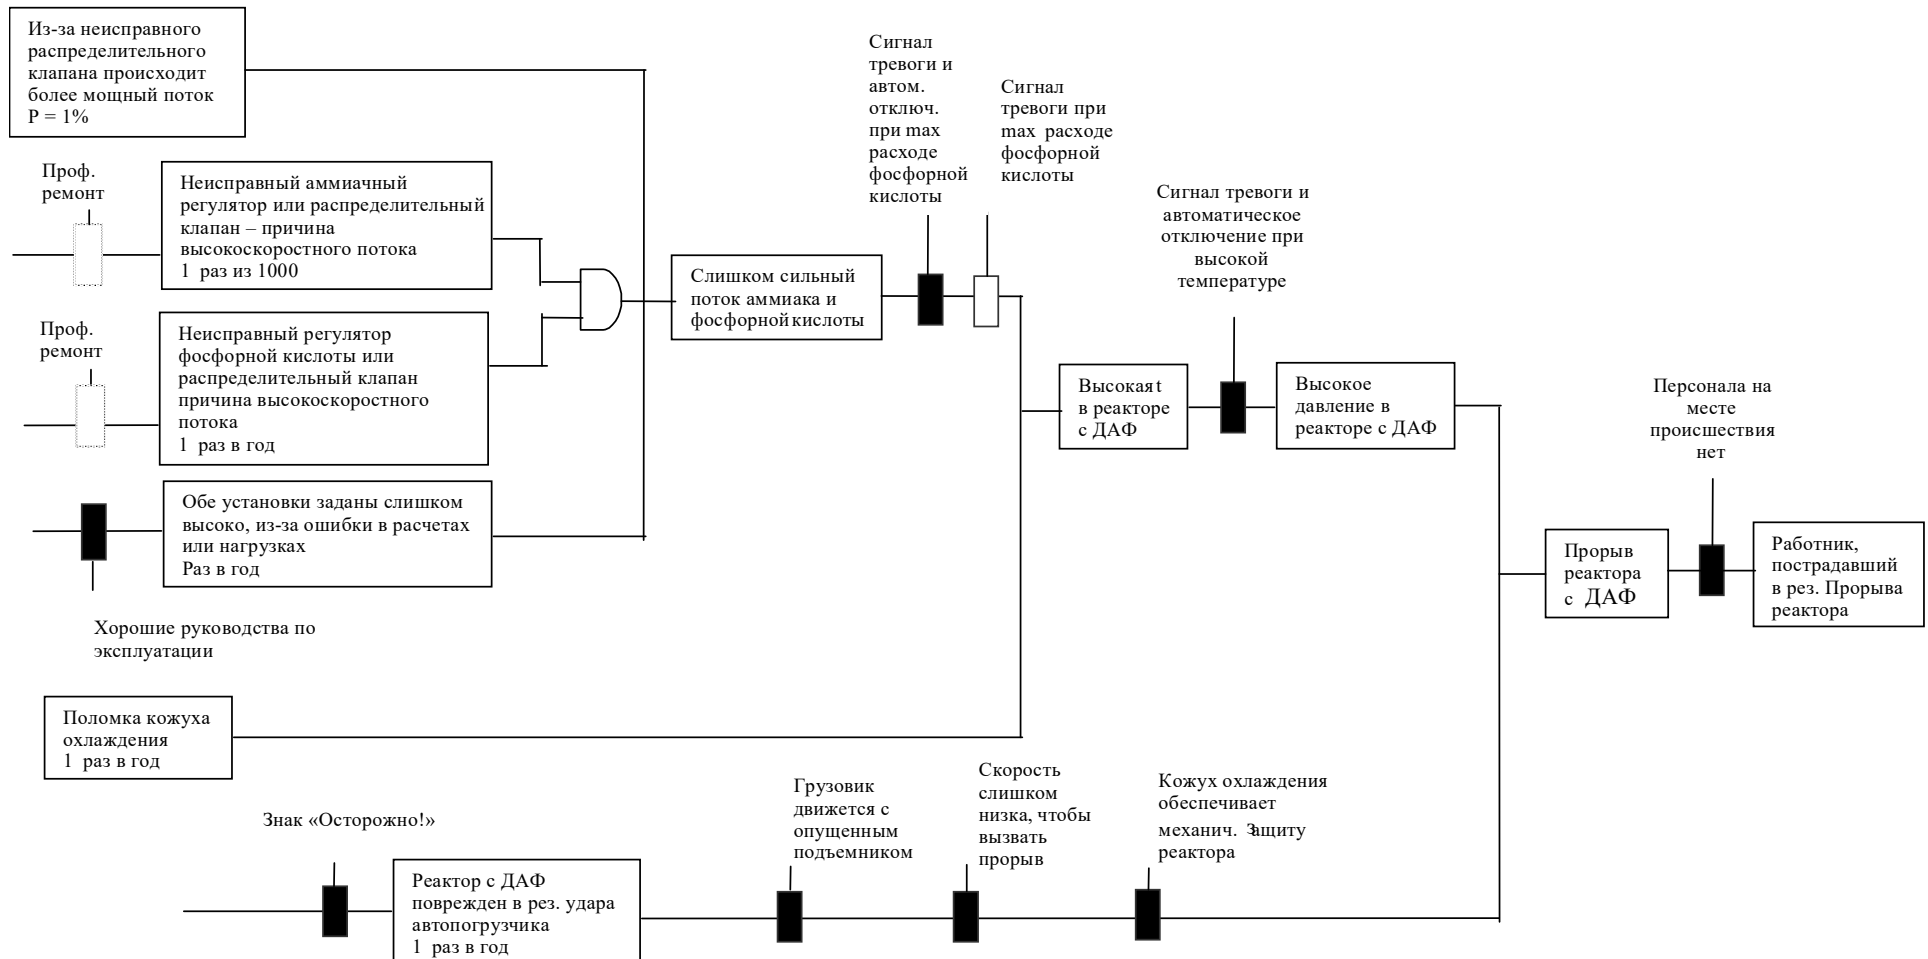 Из-за неисправного
распределительного
клапана происходит
более мощный поток
P = 1%
Проф.
ремонт
Неисправный аммиачный
регулятор или распределительный
клапан – причина
высокоскоростного потока
1 раз из 1000
Проф.
ремонт
Неисправный регулятор
фосфорной кислоты или
распределительный клапан
причина высокоскоростного
потока
1 раз в год
Обе установки заданы слишком
высоко, из-за ошибки в расчетах
или нагрузках
Раз в год
Хорошие руководства по
эксплуатации
Слишком сильный
поток аммиака и
фосфорной кислоты
Сигнал
тревоги и
автом.
отключ.
при max
расходе
фосфорной
кислоты
Сигнал
тревоги при
max расходе
фосфорной
кислоты
Сигнал тревоги и
автоматическое
отключение при
высокой
температуре
Высокая t
в реакторе
с ДАФ
Высокое
давление в
реакторе с ДАФ
Персонала на
месте
происшествия
нет
Прорыв
реактора
с ДАФ
Работник,
пострадавший
в рез. Прорыва
реактора
Поломка кожуха
охлаждения
1 раз в год
Знак «Осторожно!»
Реактор с ДАФ
поврежден в рез. удара
автопогрузчика
1 раз в год
Грузовик
движется с
опущенным
подъемником
Скорость
слишком
низка, чтобы
вызвать
прорыв
Кожух охлаждения
обеспечивает
механич. защиту
реактора